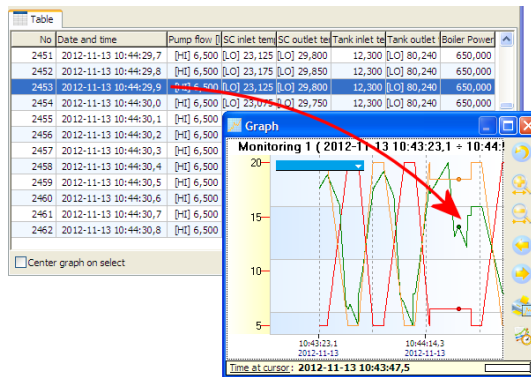 Table
No Date and time Pump flow [ SC inlet temp SC outlet ter Tank inlet te Tank outlet t Boiler Power
2451 2012-11-13 10:44:29,7 [HI] 6,500 [LO] 23,125 [LO] 29,800 12,300 [LO] 80,240 650,000
2452 2012-11-13 10:44:29,8 [HI] 6,500 [LO] 23,175 [LO] 29,850 12,300 [LO] 80,240 650,000
2453 2012-11-13 10:44:29,9 [HI] 6,500 [LO] 23,125 [LO] 29,800 12,300 [LO] 80,240 650,000
2454 2012-11-13 10:44:30,0 [HI] 6,500 [LO] 23,075 [LO] 29,750 12,300 [LO] 80,240 650,000
2455 2012-11-13 10:44:30,1 [HI] 6,500
2456 2012-11-13 10:44:30,2 [HI] 6,500
2457 2012-11-13 10:44:30,3 [HI] 6,500
2458 2012-11-13 10:44:30,4 [HI] 6,500
2459 2012-11-13 10:44:30,5 [HI] 6,500
2460 2012-11-13 10:44:30,6 [HI] 6,500
2461 2012-11-13 10:44:30,7 [HI] 6,500
2462 2012-11-13 10:44:30,8 [HI] 6,500
Center graph on select
Graph
Monitoring 1 ( 2012-11-13 10:43:23,1 ÷ 10:44:
20
15
10
5
10:43:23.1 10:44:14,3
2012-11-13 2012-11-13
Time at cursor: 2012-11-13 10:43:47,5